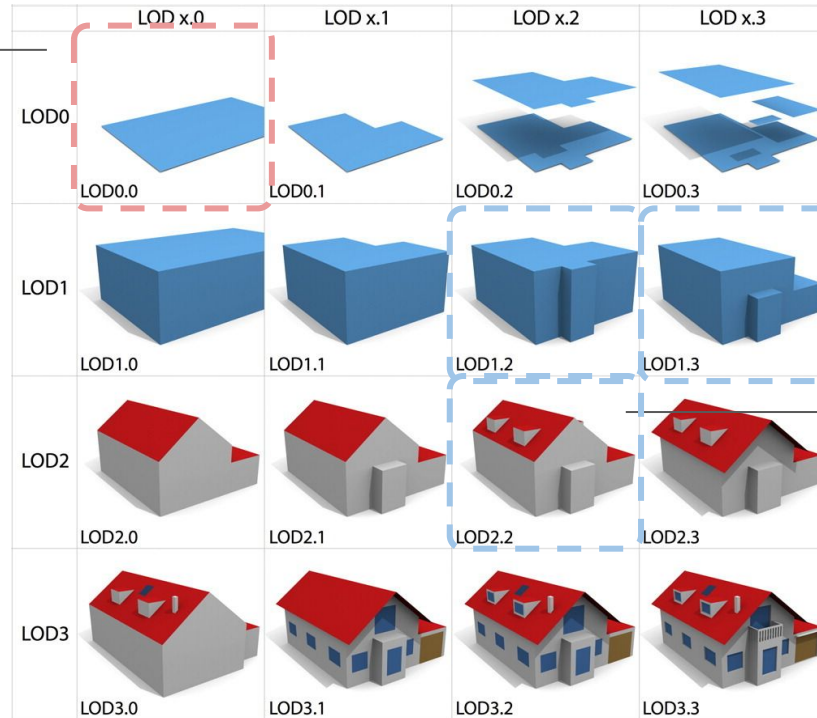 LOD x.0 LOD x.1 LOD x.2 LOD x.3
LOD0
LOD0.0 LOD0.1 LOD0.2 LOD0.3
LOD1
LOD1.0 LOD1.1 LOD1.2 LOD1.3
LOD2
LOD2.0 LOD2.1 LOD2.2 LOD2.3
LOD3
LOD3.0 LOD3.1 LOD3.2 LOD3.3